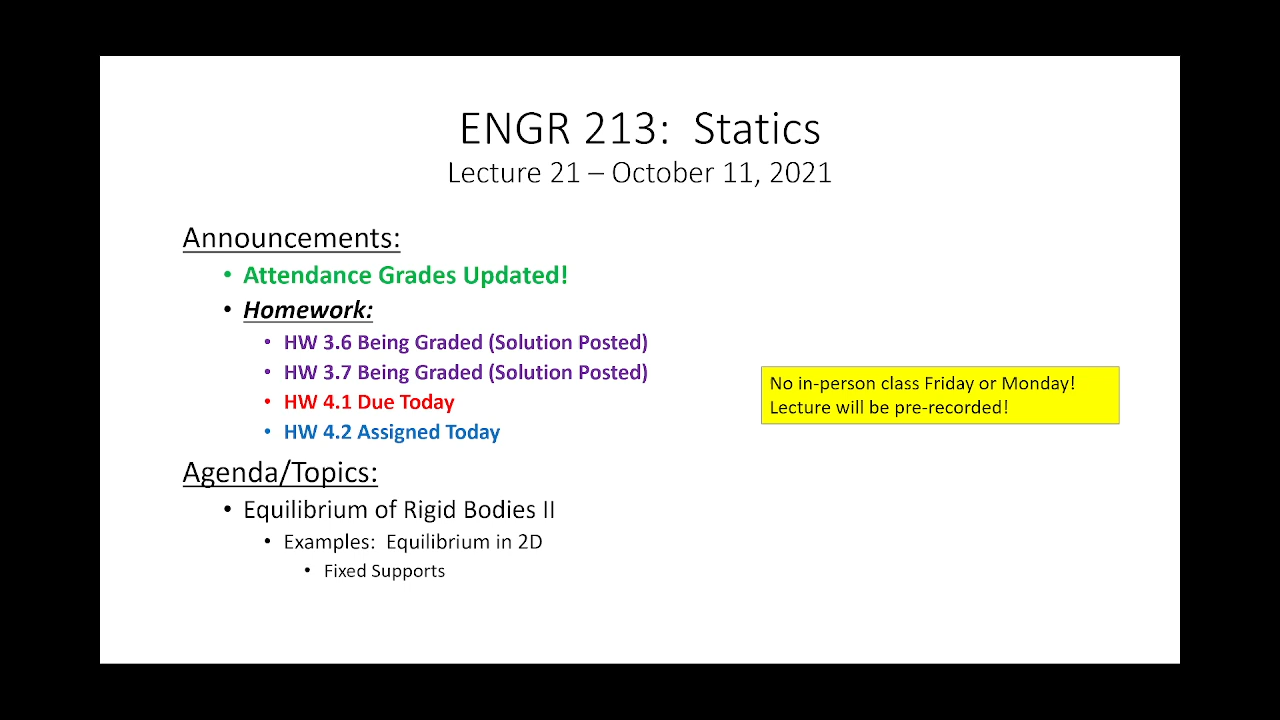 ENGR 213:  Statics
Lecture 21 – October 11, 2021
Announcements:
• Attendance Grades Updated!
• Homework:
• HW 3.6 Being Graded (Solution Posted)
• HW 3.7 Being Graded (Solution Posted)
• HW 4.1 Due Today
• HW 4.2 Assigned Today
No in-person class Friday or Monday!
Lecture will be pre-recorded!
Agenda/Topics:
• Equilibrium of Rigid Bodies II
• Examples:  Equilibrium in 2D
• Fixed Supports